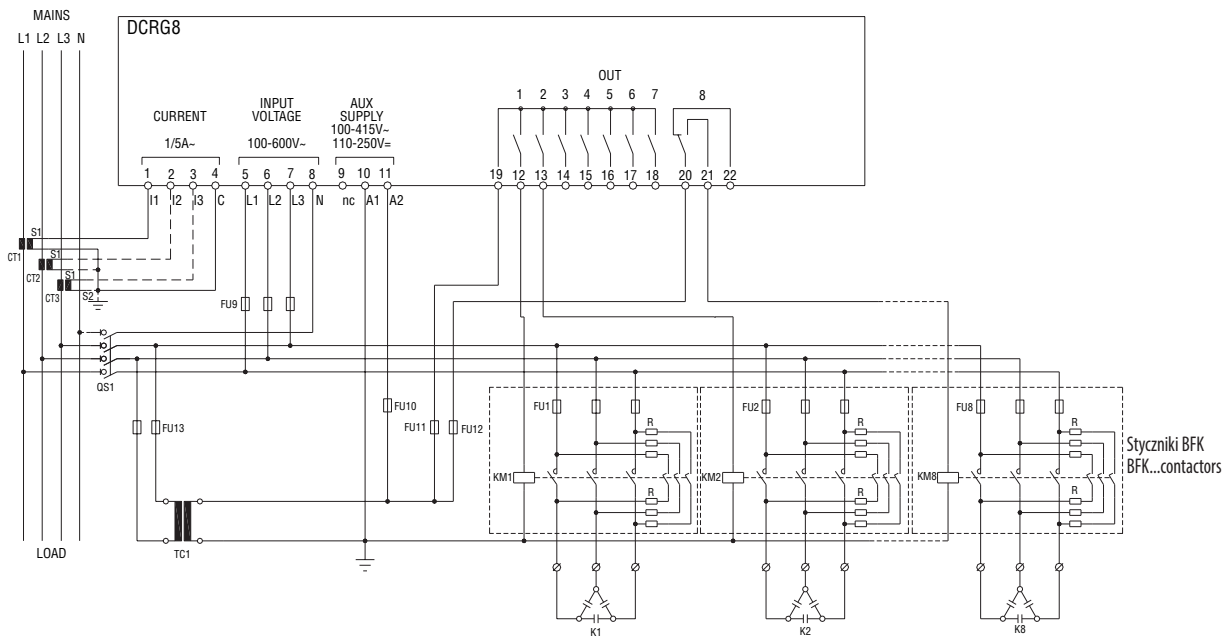 MAINS
L1 L2 L3 N
DCRG8
OUT
1 2 3 4 5 6 7 8
CURRENT
1/5A~
INPUT
VOLTAGE
100-600V~
AUX
SUPPLY
100-415V~
110-250V=
1 2 3 4 5 6 7 8 9 10 11 19 12 13 14 15 16 17 18 20 21 22
I1 I2 I3 C L1 L2 L3 N nc A1 A2
S1
CT1
S1
CT2
S1
CT3
S2
FU9
QS1
FU10
FU1
FU2
FU8
FU13
FU11
FU12
R
R
R
Styczniki BFK
BFK...contactors
KM1
KM2
KM8
R
R
R
LOAD
TC1
K1
K2
K8